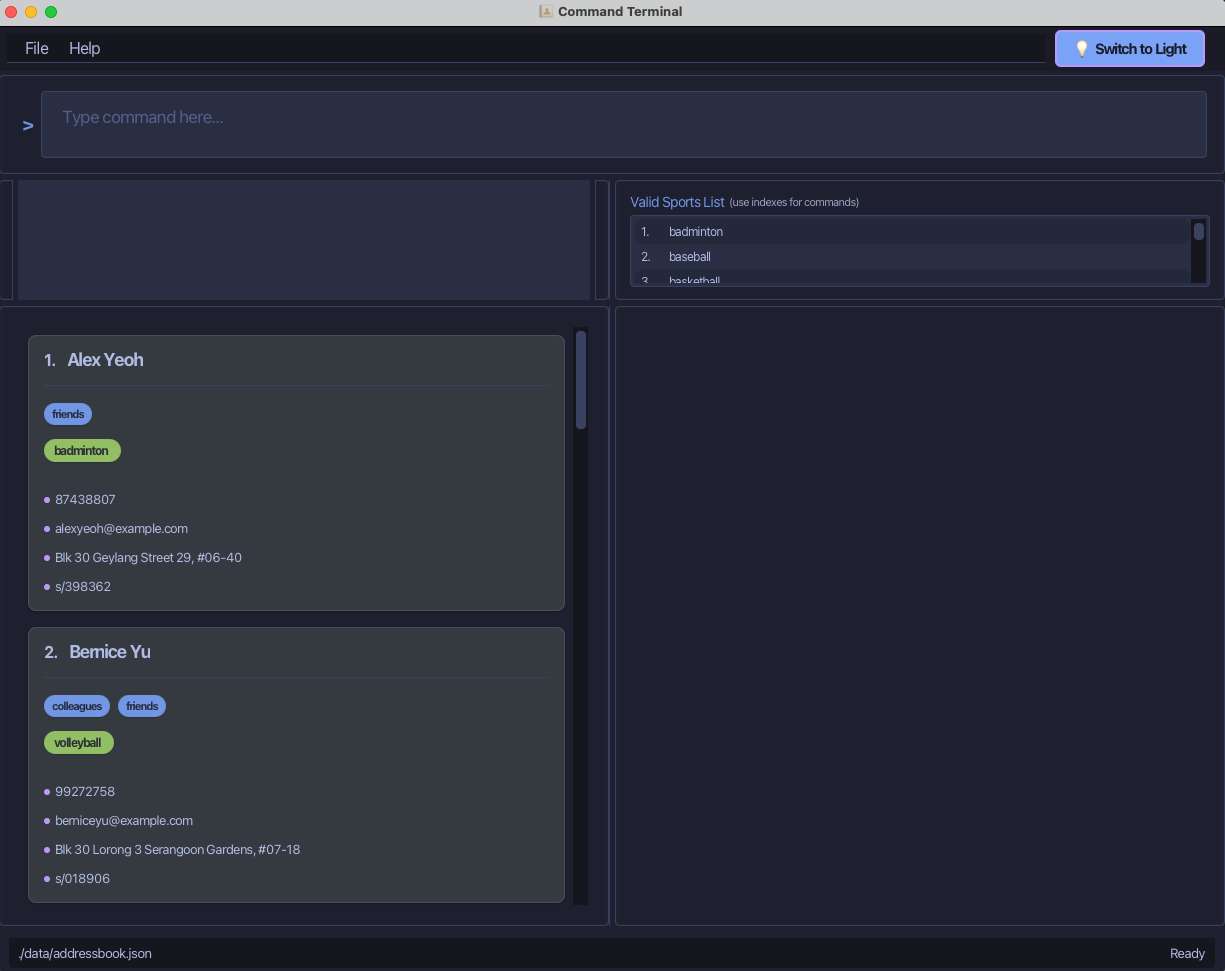 Command Terminal
File Help
Switch to Light
>
Type command here...
Valid Sports List (use indexes for commands)
1. badminton
2. baseball
3. basketball
1. Alex Yeoh
friends
badminton
87438807
alexyeoh@example.com
Blk 30 Geylang Street 29, #06-40
s/398362
2. Bernice Yu
colleagues friends
volleyball
99272758
berniceyu@example.com
Blk 30 Lorong 3 Serangoon Gardens, #07-18
s/018906
./data/addressbook.json
Ready